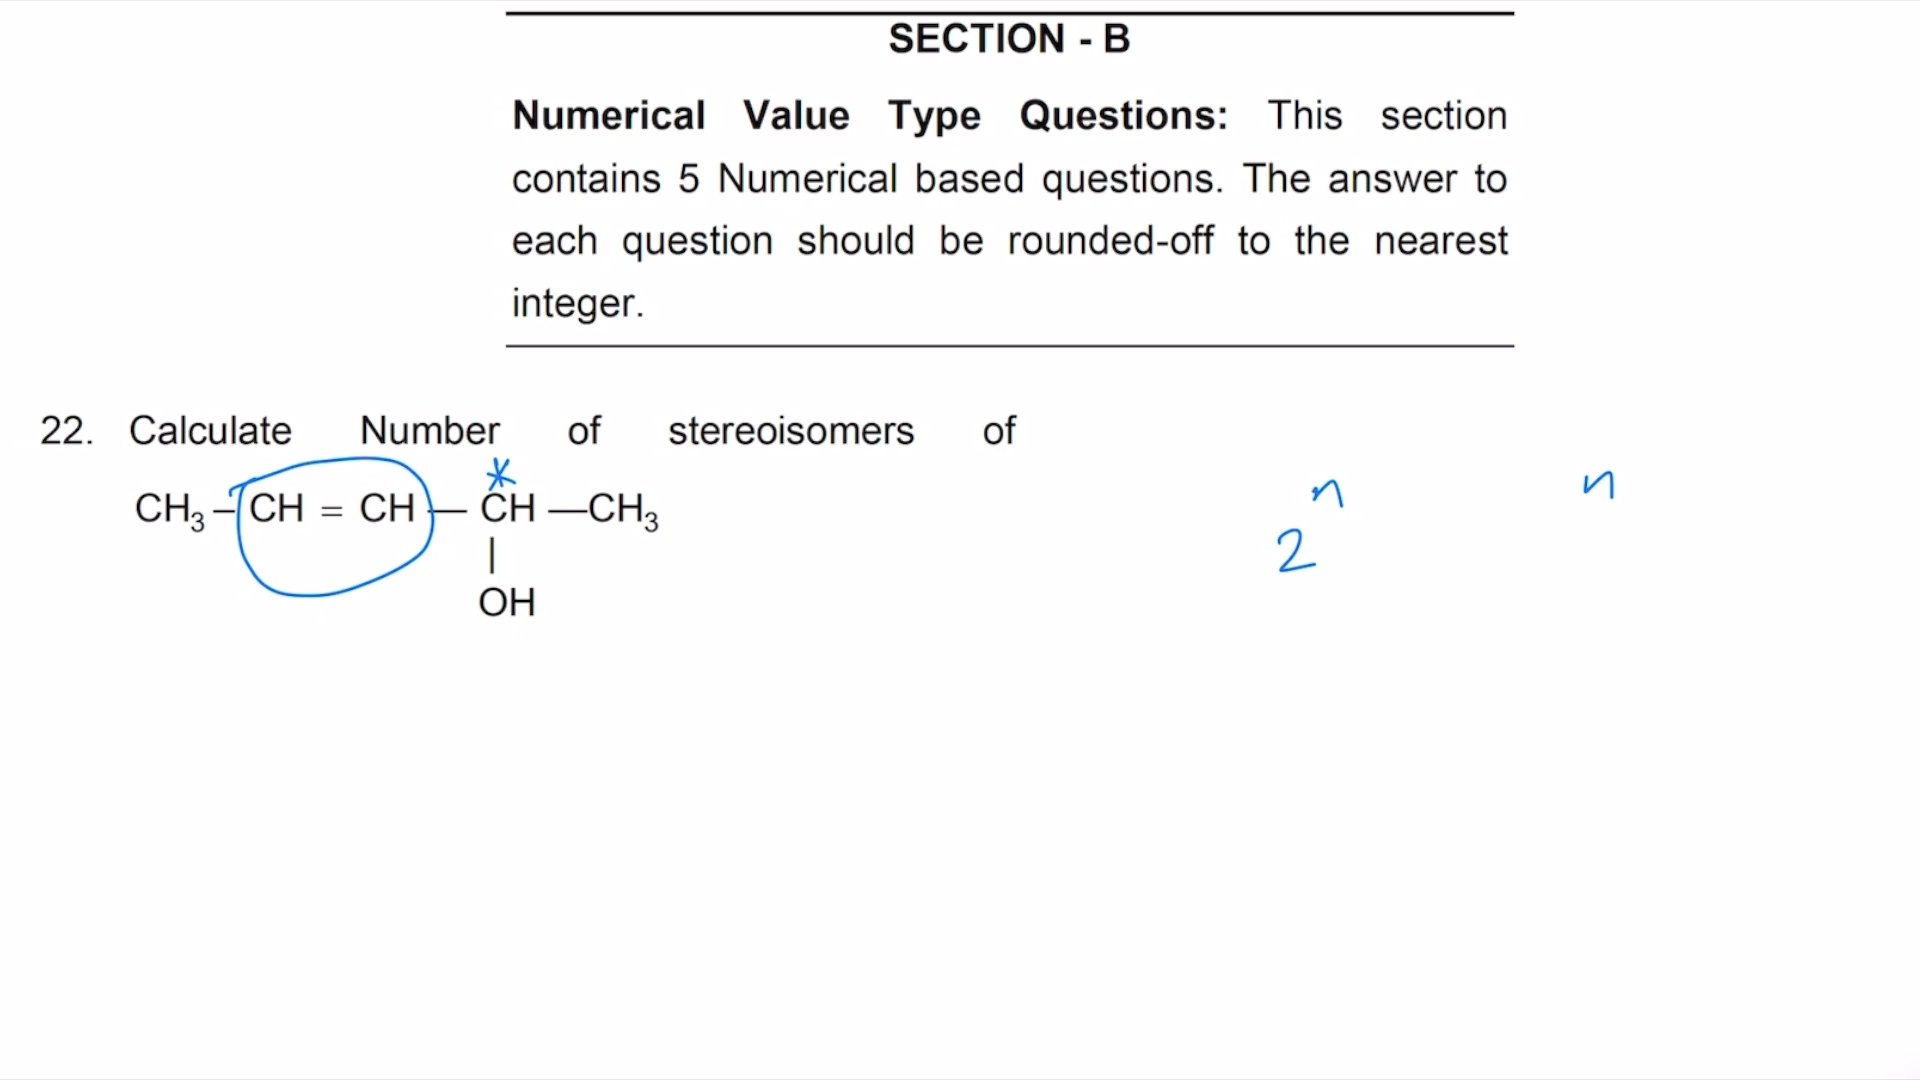 SECTION - B
Numerical Value Type Questions: This section
contains 5 Numerical based questions. The answer to
each question should be rounded-off to the nearest
integer.
22. Calculate Number of stereoisomers of
*
CH₃ – CH = CH — CH — CH₃
|
OH
2ⁿ n